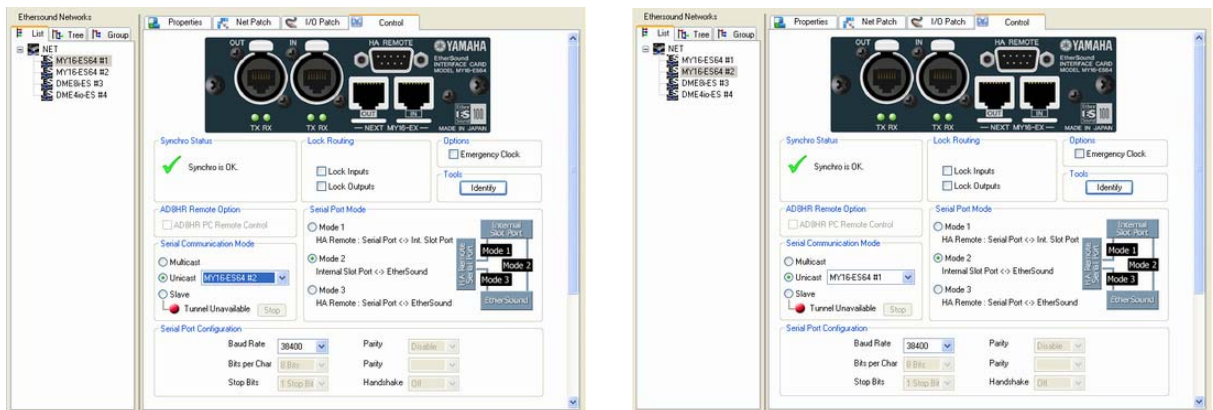 Ethersound Networks
List Tree Group
NET
MY16-ES64 #1
MY16-ES64 #2
DME8i-ES #3
DME4io-ES #4
Properties Net Patch I/O Patch Control
OUT IN HA REMOTE YAMAHA
EtherSound
INTERFACE CARD
MODEL MY16-ES64
OUT IN
TX RX TX RX NEXT MY16-EX MADE IN JAPAN
Synchro Status Lock Routing Options
Synchro is OK. Emergency Clock
Lock Inputs
Lock Outputs
Tools
Identify
AD8HR Remote Option
AD8HR PC Remote Control
Serial Communication Mode
Multicast
Unicast MY16-ES64 #2
Slave
Tunnel Unavailable Stop
Serial Port Mode
Mode 1
HA Remote : Serial Port <-> Int. Slot Port
Mode 2
Internal Slot Port <-> EtherSound
Mode 3
HA Remote : Serial Port <-> EtherSound
Internal
Slot Port
HA Remote
Serial Port
Mode 1
Mode 2
Mode 3
EtherSound
Serial Port Configuration
Baud Rate 38400 Parity Disable
Bits per Char 8 Bits Parity
Stop Bits 1 Stop Bit Handshake Off
Ethersound Networks
List Tree Group
NET
MY16-ES64 #1
MY16-ES64 #2
DME8i-ES #3
DME4io-ES #4
Properties Net Patch I/O Patch Control
OUT IN HA REMOTE YAMAHA
EtherSound
INTERFACE CARD
MODEL MY16-ES64
OUT IN
TX RX TX RX NEXT MY16-EX MADE IN JAPAN
Synchro Status Lock Routing Options
Synchro is OK. Emergency Clock
Lock Inputs
Lock Outputs
Tools
Identify
AD8HR Remote Option
AD8HR PC Remote Control
Serial Communication Mode
Multicast
Unicast MY16-ES64 #1
Slave
Tunnel Unavailable Stop
Serial Port Mode
Mode 1
HA Remote : Serial Port <-> Int. Slot Port
Mode 2
Internal Slot Port <-> EtherSound
Mode 3
HA Remote : Serial Port <-> EtherSound
Internal
Slot Port
HA Remote
Serial Port
Mode 1
Mode 2
Mode 3
EtherSound
Serial Port Configuration
Baud Rate 38400 Parity Disable
Bits per Char 8 Bits Parity
Stop Bits 1 Stop Bit Handshake Off